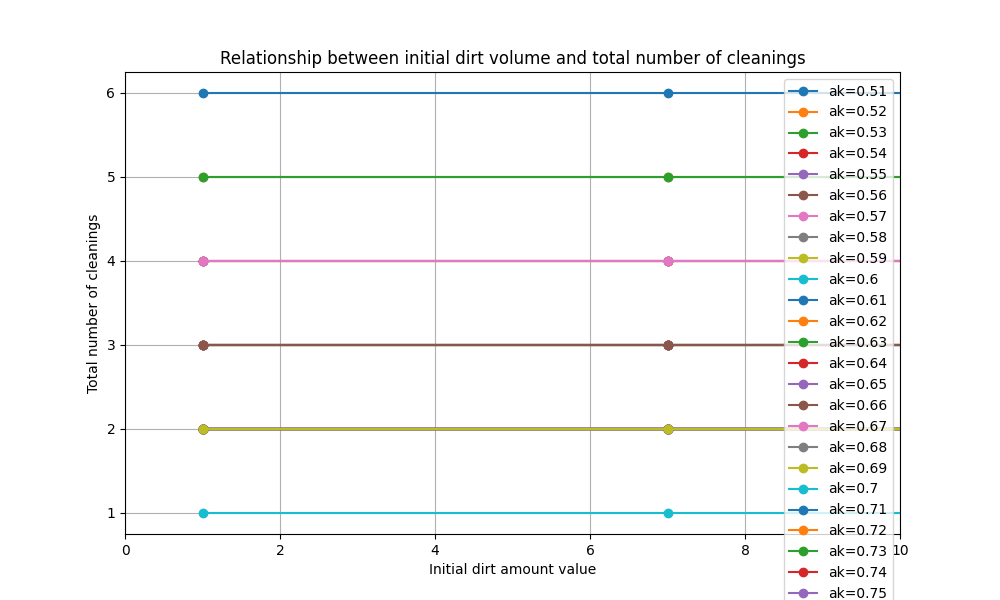 Relationship between initial dirt volume and total number of cleanings
Total number of cleanings
6
5
4
3
2
1
0
2
4
6
8
10
Initial dirt amount value
ak=0.51
ak=0.52
ak=0.53
ak=0.54
ak=0.55
ak=0.56
ak=0.57
ak=0.58
ak=0.59
ak=0.6
ak=0.61
ak=0.62
ak=0.63
ak=0.64
ak=0.65
ak=0.66
ak=0.67
ak=0.68
ak=0.69
ak=0.7
ak=0.71
ak=0.72
ak=0.73
ak=0.74
ak=0.75